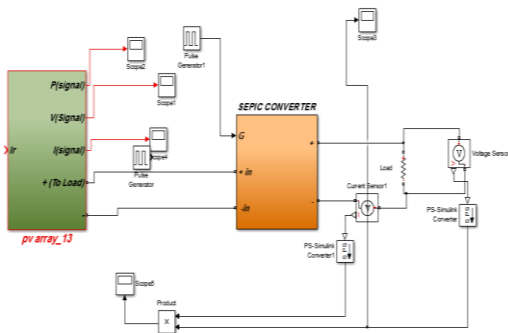 Scope2
Pulse
Generator1
Scope3
P(signal)
Scope1
V(Signal)
SEPIC CONVERTER
Ir
I(signal)
Scope4
G
+
Pulse
Generator
+ (To Load)
+ in
Load
V
Voltage Sensor
Current Sensor1
-
-in
-
pv array_13
PS-Simulink
Converter1
PS-Simulink
Converter
Scope5
Product
X